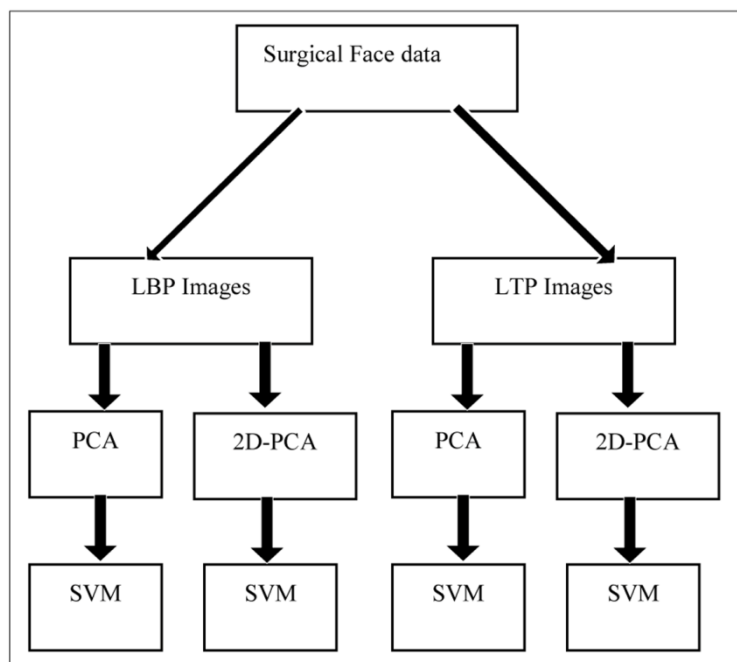 Surgical Face data
LBP Images
LTP Images
PCA
2D-PCA
PCA
2D-PCA
SVM
SVM
SVM
SVM